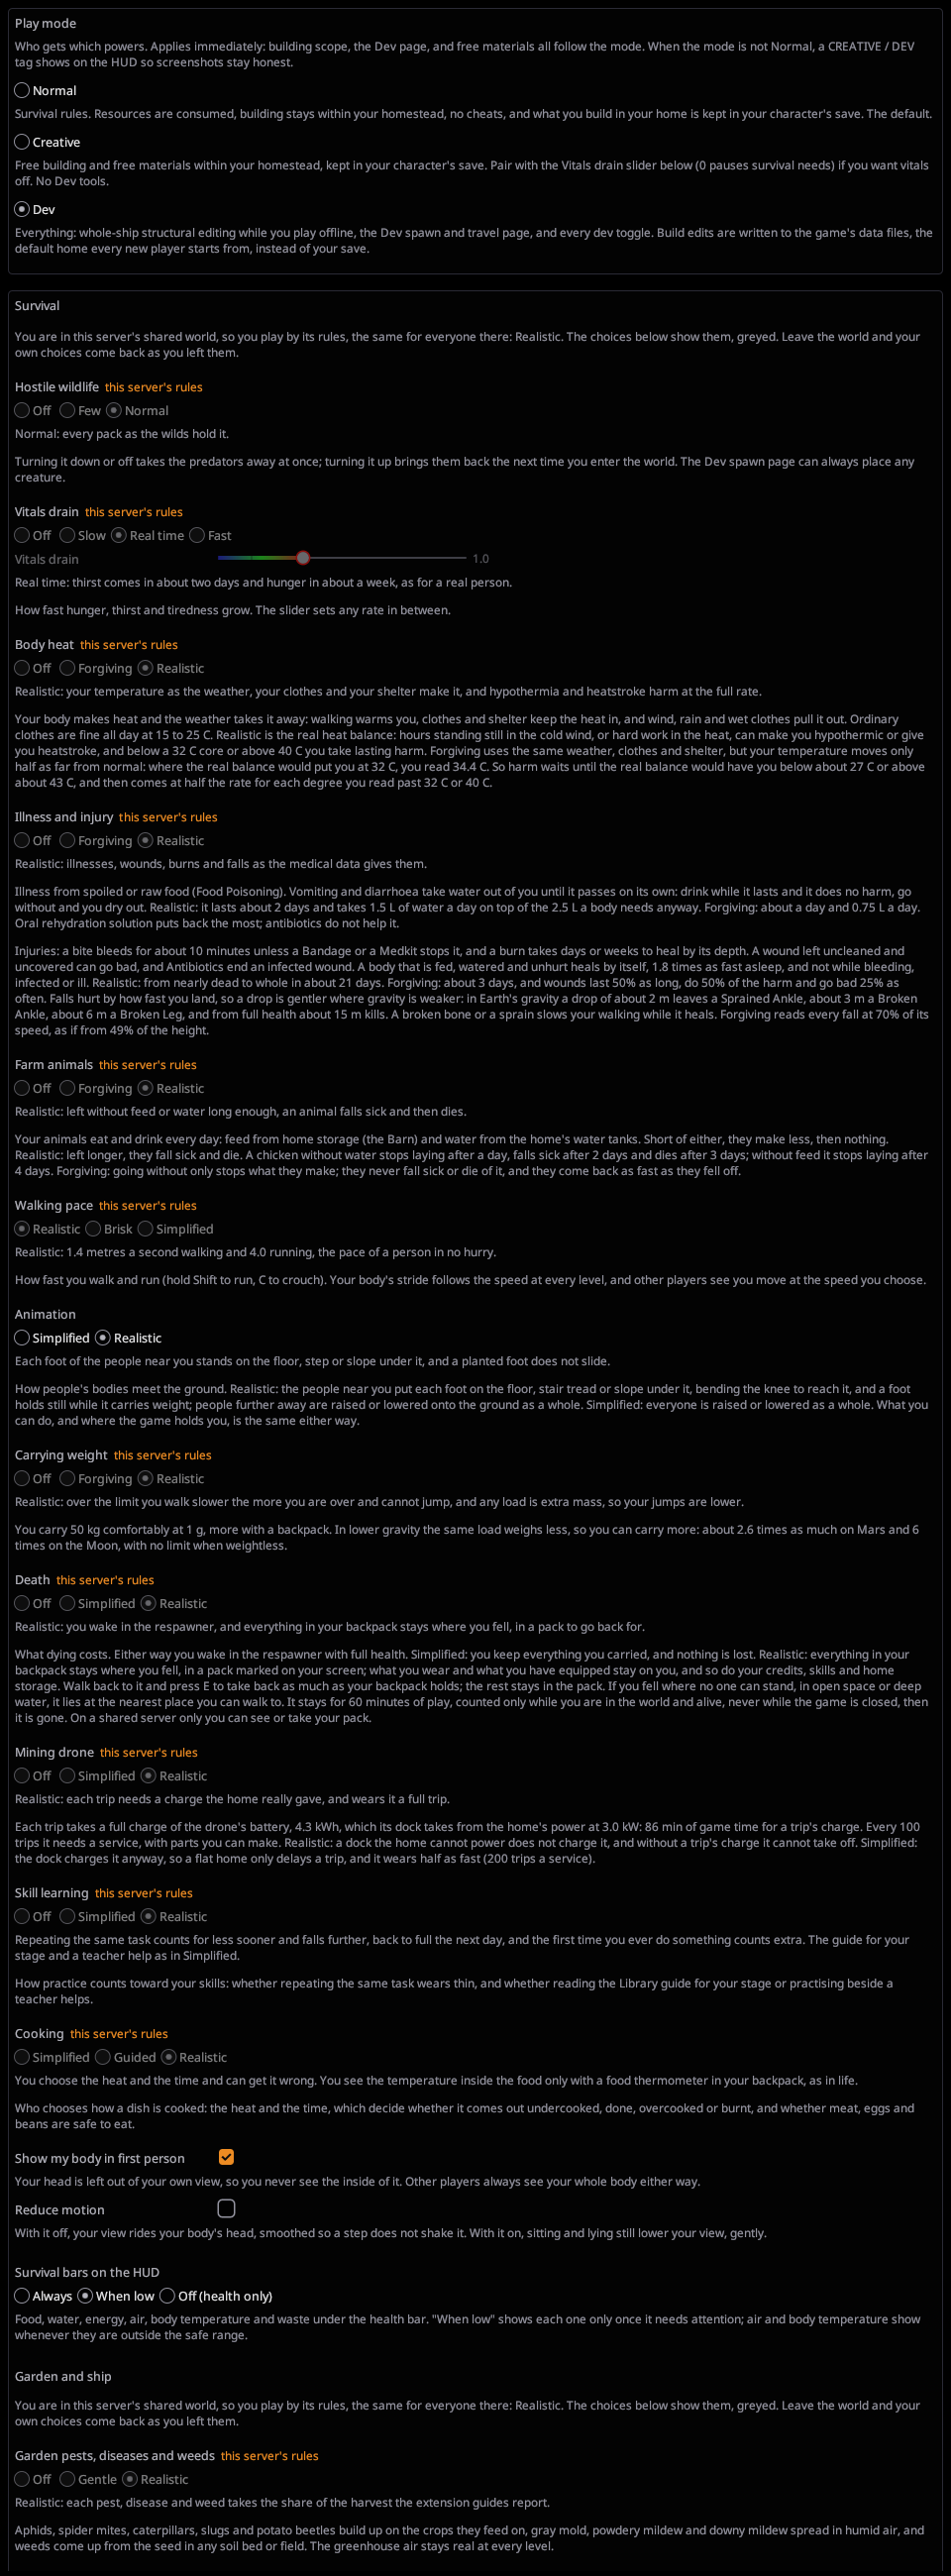 Play mode
Who gets which powers. Applies immediately: building scope, the Dev page, and free materials all follow the mode. When the mode is not Normal, a CREATIVE / DEV
tag shows on the HUD so screenshots stay honest.
Normal
Survival rules. Resources are consumed, building stays within your homestead, no cheats, and what you build in your home is kept in your character's save. The default.
Creative
Free building and free materials within your homestead, kept in your character's save. Pair with the Vitals drain slider below (0 pauses survival needs) if you want vitals
off. No Dev tools.
Dev
Everything: whole-ship structural editing while you play offline, the Dev spawn and travel page, and every dev toggle. Build edits are written to the game's data files, the
default home every new player starts from, instead of your save.
Survival
You are in this server's shared world, so you play by its rules, the same for everyone there: Realistic. The choices below show them, greyed. Leave the world and your
own choices come back as you left them.
Hostile wildlife this server's rules
Off Few Normal
Normal: every pack as the wilds hold it.
Turning it down or off takes the predators away at once; turning it up brings them back the next time you enter the world. The Dev spawn page can always place any
creature.
Vitals drain this server's rules
Off Slow Real time Fast
Vitals drain 1.0
Real time: thirst comes in about two days and hunger in about a week, as for a real person.
How fast hunger, thirst and tiredness grow. The slider sets any rate in between.
Body heat this server's rules
Off Forgiving Realistic
Realistic: your temperature as the weather, your clothes and your shelter make it, and hypothermia and heatstroke harm at the full rate.
Your body makes heat and the weather takes it away: walking warms you, clothes and shelter keep the heat in, and wind, rain and wet clothes pull it out. Ordinary
clothes are fine all day at 15 to 25 C. Realistic is the real heat balance: hours standing still in the cold wind, or hard work in the heat, can make you hypothermic or give
you heatstroke, and below a 32 C core or above 40 C you take lasting harm. Forgiving uses the same weather, clothes and shelter, but your temperature moves only
half as far from normal: where the real balance would put you at 32 C, you read 34.4 C. So harm waits until the real balance would have you below about 27 C or above
about 43 C, and then comes at half the rate for each degree you read past 32 C or 40 C.
Illness and injury this server's rules
Off Forgiving Realistic
Realistic: illnesses, wounds, burns and falls as the medical data gives them.
Illness from spoiled or raw food (Food Poisoning). Vomiting and diarrhoea take water out of you until it passes on its own: drink while it lasts and it does no harm, go
without and you dry out. Realistic: it lasts about 2 days and takes 1.5 L of water a day on top of the 2.5 L a body needs anyway. Forgiving: about a day and 0.75 L a day.
Oral rehydration solution puts back the most; antibiotics do not help it.
Injuries: a bite bleeds for about 10 minutes unless a Bandage or a Medkit stops it, and a burn takes days or weeks to heal by its depth. A wound left uncleaned and
uncovered can go bad, and Antibiotics end an infected wound. A body that is fed, watered and unhurt heals by itself, 1.8 times as fast asleep, and not while bleeding,
infected or ill. Realistic: from nearly dead to whole in about 21 days. Forgiving: about 3 days, and wounds last 50% as long, do 50% of the harm and go bad 25% as
often. Falls hurt by how fast you land, so a drop is gentler where gravity is weaker: in Earth's gravity a drop of about 2 m leaves a Sprained Ankle, about 3 m a Broken
Ankle, about 6 m a Broken Leg, and from full health about 15 m kills. A broken bone or a sprain slows your walking while it heals. Forgiving reads every fall at 70% of its
speed, as if from 49% of the height.
Farm animals this server's rules
Off Forgiving Realistic
Realistic: left without feed or water long enough, an animal falls sick and then dies.
Your animals eat and drink every day: feed from home storage (the Barn) and water from the home's water tanks. Short of either, they make less, then nothing.
Realistic: left longer, they fall sick and die. A chicken without water stops laying after a day, falls sick after 2 days and dies after 3 days; without feed it stops laying after
4 days. Forgiving: going without only stops what they make; they never fall sick or die of it, and they come back as fast as they fell off.
Walking pace this server's rules
Realistic Brisk Simplified
Realistic: 1.4 metres a second walking and 4.0 running, the pace of a person in no hurry.
How fast you walk and run (hold Shift to run, C to crouch). Your body's stride follows the speed at every level, and other players see you move at the speed you choose.
Animation
Simplified Realistic
Each foot of the people near you stands on the floor, step or slope under it, and a planted foot does not slide.
How people's bodies meet the ground. Realistic: the people near you put each foot on the floor, stair tread or slope under it, bending the knee to reach it, and a foot
holds still while it carries weight; people further away are raised or lowered onto the ground as a whole. Simplified: everyone is raised or lowered as a whole. What you
can do, and where the game holds you, is the same either way.
Carrying weight this server's rules
Off Forgiving Realistic
Realistic: over the limit you walk slower the more you are over and cannot jump, and any load is extra mass, so your jumps are lower.
You carry 50 kg comfortably at 1 g, more with a backpack. In lower gravity the same load weighs less, so you can carry more: about 2.6 times as much on Mars and 6
times on the Moon, with no limit when weightless.
Death this server's rules
Off Simplified Realistic
Realistic: you wake in the respawner, and everything in your backpack stays where you fell, in a pack to go back for.
What dying costs. Either way you wake in the respawner with full health. Simplified: you keep everything you carried, and nothing is lost. Realistic: everything in your
backpack stays where you fell, in a pack marked on your screen; what you wear and what you have equipped stay on you, and so do your credits, skills and home
storage. Walk back to it and press E to take back as much as your backpack holds; the rest stays in the pack. If you fell where no one can stand, in open space or deep
water, it lies at the nearest place you can walk to. It stays for 60 minutes of play, counted only while you are in the world and alive, never while the game is closed, then
it is gone. On a shared server only you can see or take your pack.
Mining drone this server's rules
Off Simplified Realistic
Realistic: each trip needs a charge the home really gave, and wears it a full trip.
Each trip takes a full charge of the drone's battery, 4.3 kWh, which its dock takes from the home's power at 3.0 kW: 86 min of game time for a trip's charge. Every 100
trips it needs a service, with parts you can make. Realistic: a dock the home cannot power does not charge it, and without a trip's charge it cannot take off. Simplified:
the dock charges it anyway, so a flat home only delays a trip, and it wears half as fast (200 trips a service).
Skill learning this server's rules
Off Simplified Realistic
Repeating the same task counts for less sooner and falls further, back to full the next day, and the first time you ever do something counts extra. The guide for your
stage and a teacher help as in Simplified.
How practice counts toward your skills: whether repeating the same task wears thin, and whether reading the Library guide for your stage or practising beside a
teacher helps.
Cooking this server's rules
Simplified Guided Realistic
You choose the heat and the time and can get it wrong. You see the temperature inside the food only with a food thermometer in your backpack, as in life.
Who chooses how a dish is cooked: the heat and the time, which decide whether it comes out undercooked, done, overcooked or burnt, and whether meat, eggs and
beans are safe to eat.
Show my body in first person
Your head is left out of your own view, so you never see the inside of it. Other players always see your whole body either way.
Reduce motion
With it off, your view rides your body's head, smoothed so a step does not shake it. With it on, sitting and lying still lower your view, gently.
Survival bars on the HUD
Always When low Off (health only)
Food, water, energy, air, body temperature and waste under the health bar. "When low" shows each one only once it needs attention; air and body temperature show
whenever they are outside the safe range.
Garden and ship
You are in this server's shared world, so you play by its rules, the same for everyone there: Realistic. The choices below show them, greyed. Leave the world and your
own choices come back as you left them.
Garden pests, diseases and weeds this server's rules
Off Gentle Realistic
Realistic: each pest, disease and weed takes the share of the harvest the extension guides report.
Aphids, spider mites, caterpillars, slugs and potato beetles build up on the crops they feed on, gray mold, powdery mildew and downy mildew spread in humid air, and
weeds come up from the seed in any soil bed or field. The greenhouse air stays real at every level.